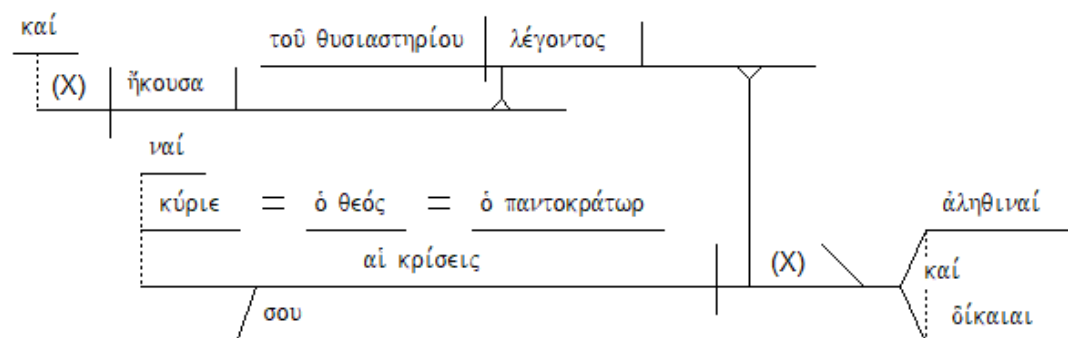 καί
τοῦ θυσιαστηρίου λέγοντος
(X) ἤκουσα
ναί
κύριε = ὁ θεός = ὁ παντοκράτωρ
ἀληθιναί
αἱ κρίσεις (X) καί
σου δίκαιαι